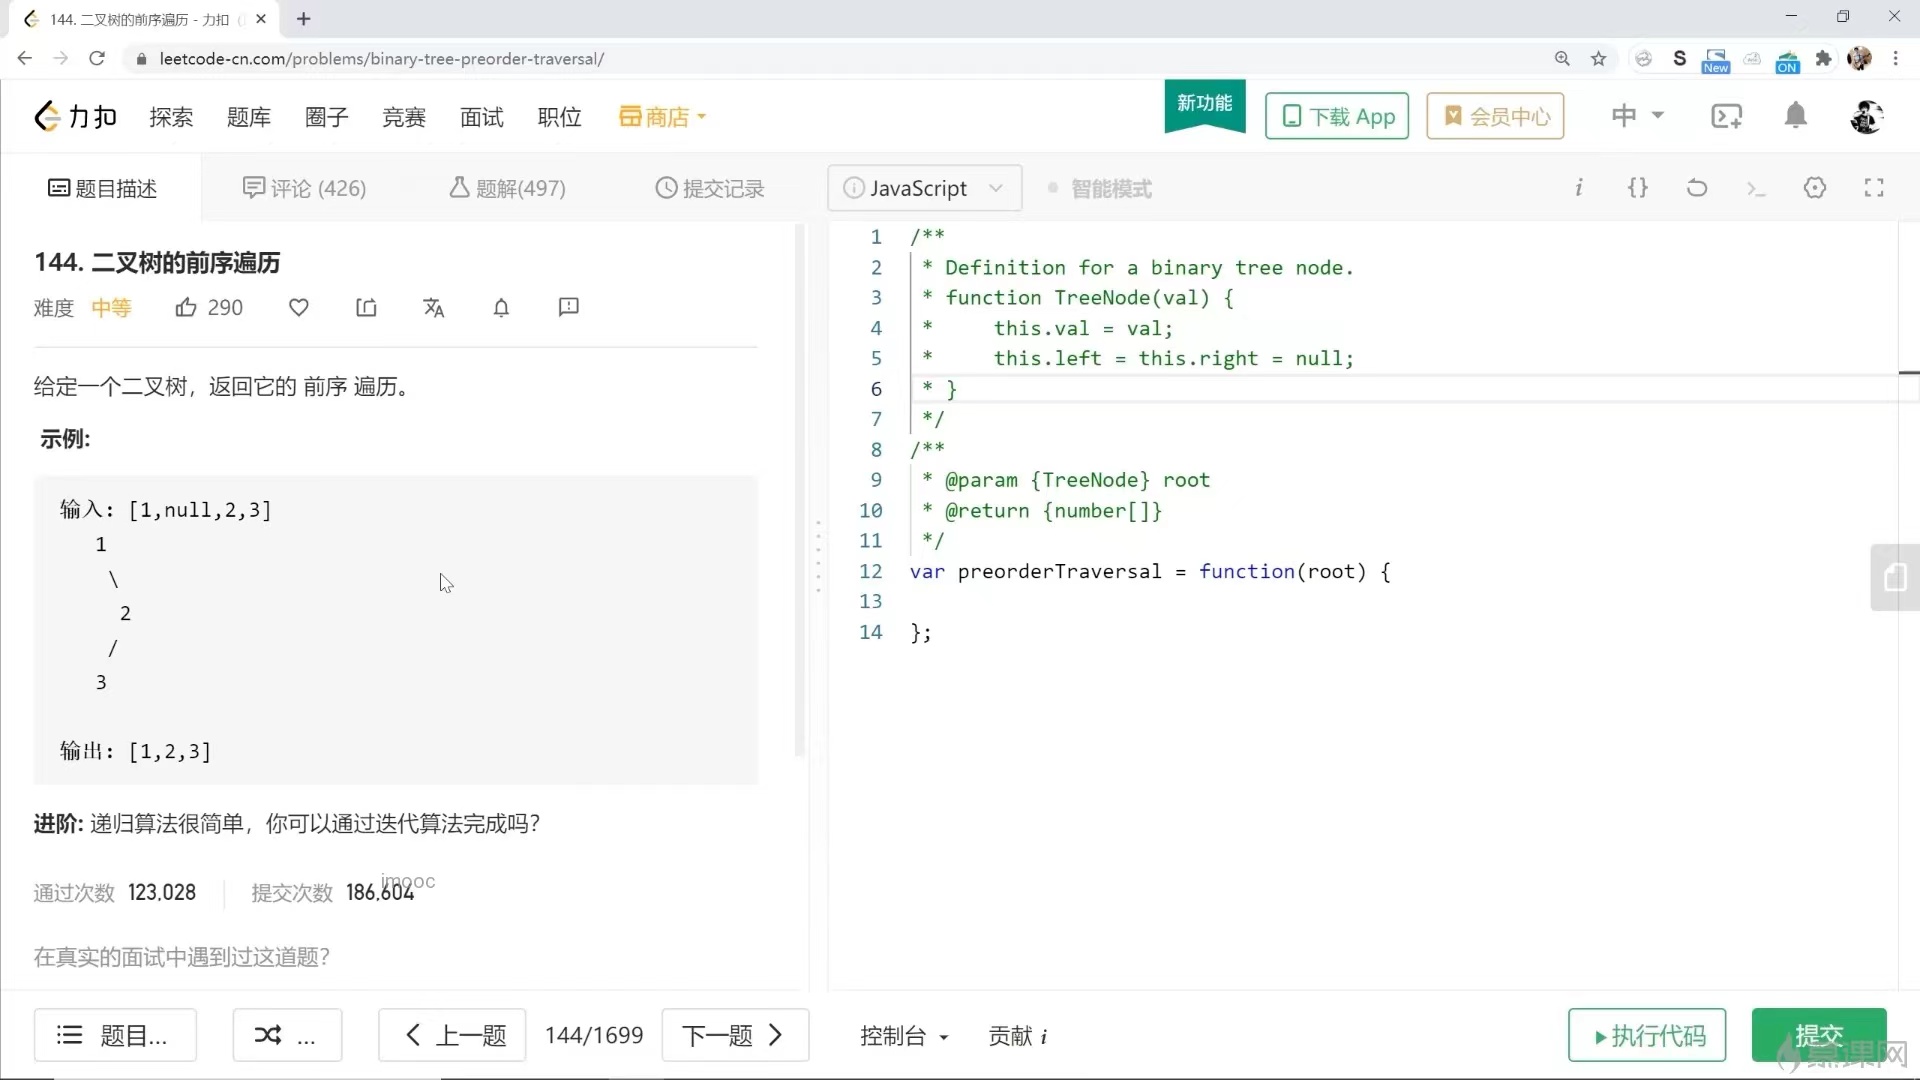 144. 二叉树的前序遍历 - 力扣
leetcode-cn.com/problems/binary-tree-preorder-traversal/
S
New
ON
力扣 探索 题库 圈子 竞赛 面试 职位 商店 新功能 下载 App 会员中心 中
题目描述 评论 (426) 题解(497) 提交记录 JavaScript 智能模式
144. 二叉树的前序遍历
难度 中等 290
给定一个二叉树，返回它的 前序 遍历。
示例:
输入: [1,null,2,3]
1
\
2
/
3
输出: [1,2,3]
进阶: 递归算法很简单，你可以通过迭代算法完成吗？
通过次数 123,028 提交次数 186,604
imooc
在真实的面试中遇到过这道题？
1 /**
2 * Definition for a binary tree node.
3 * function TreeNode(val) {
4 *     this.val = val;
5 *     this.left = this.right = null;
6 * }
7 */
8 /**
9 * @param {TreeNode} root
10 * @return {number[]}
11 */
12 var preorderTraversal = function(root) {
13
14 };
题目... ... 上一题 144/1699 下一题 控制台 贡献 i 执行代码 提交
慕课网